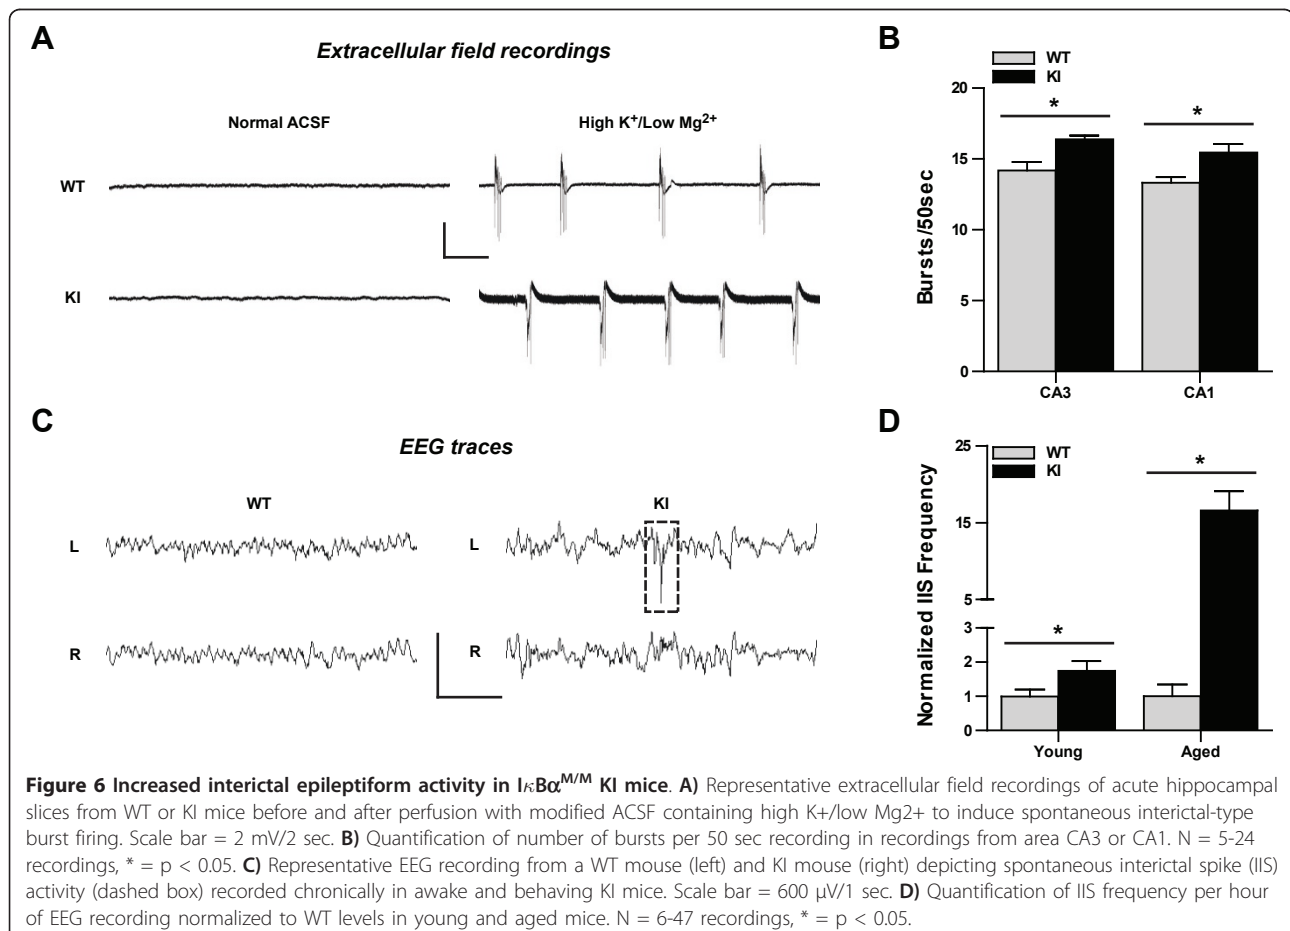 A
Extracellular field recordings
Normal ACSF
High K⁺/Low Mg²⁺
WT
KI
B
WT
KI
Bursts/50sec
20
15
10
5
0
*
*
CA3
CA1
C
EEG traces
WT
KI
L
L
R
R
D
WT
KI
Normalized IIS Frequency
25
15
5
3
2
1
0
*
*
Young
Aged
Figure 6 Increased interictal epileptiform activity in IκBα^M/M KI mice. A) Representative extracellular field recordings of acute hippocampal
slices from WT or KI mice before and after perfusion with modified ACSF containing high K+/low Mg2+ to induce spontaneous interictal-type
burst firing. Scale bar = 2 mV/2 sec. B) Quantification of number of bursts per 50 sec recording in recordings from area CA3 or CA1. N = 5-24
recordings, * = p < 0.05. C) Representative EEG recording from a WT mouse (left) and KI mouse (right) depicting spontaneous interictal spike (IIS)
activity (dashed box) recorded chronically in awake and behaving KI mice. Scale bar = 600 μV/1 sec. D) Quantification of IIS frequency per hour
of EEG recording normalized to WT levels in young and aged mice. N = 6-47 recordings, * = p < 0.05.